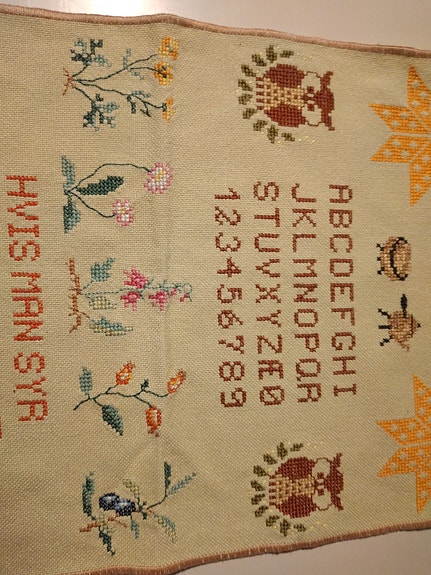 ABCDEFGHI
JKLMNOPQR
STUVXYZÆØ
123456789
HVIS MAN SYR